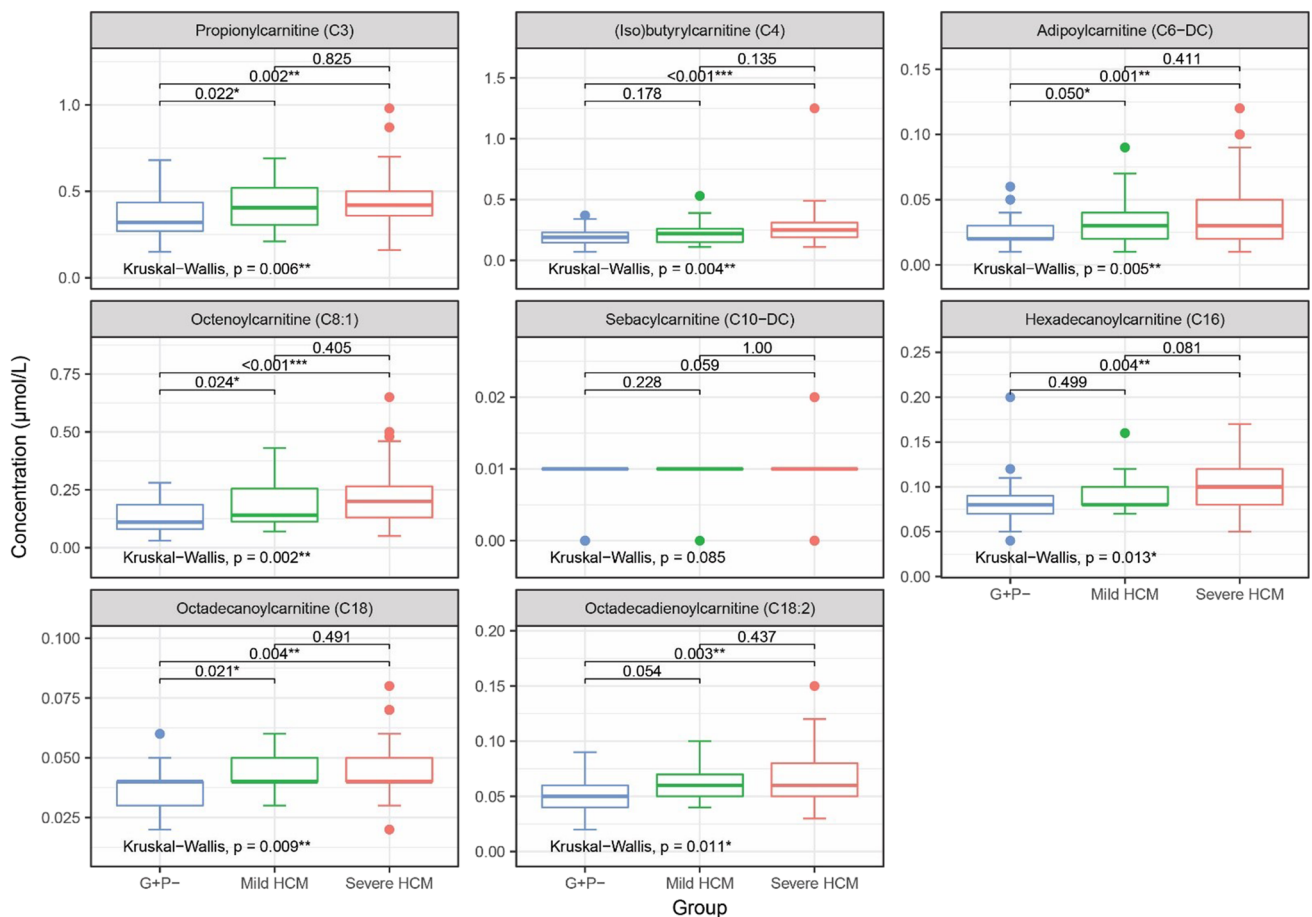 Propionylcarnitine (C3)
0.825
0.002**
0.022*
1.0
0.5
0.0
Kruskal−Wallis, p = 0.006**
(Iso)butyrylcarnitine (C4)
0.135
<0.001***
0.178
1.5
1.0
0.5
0.0
Kruskal−Wallis, p = 0.004**
Adipoylcarnitine (C6−DC)
0.411
0.001**
0.050*
0.15
0.10
0.05
0.00
Kruskal−Wallis, p = 0.005**
Concentration (μmol/L)
Octenoylcarnitine (C8:1)
0.405
<0.001***
0.024*
0.75
0.50
0.25
0.00
Kruskal−Wallis, p = 0.002**
Sebacylcarnitine (C10−DC)
1.00
0.059
0.228
0.02
0.01
0.00
Kruskal−Wallis, p = 0.085
Hexadecanoylcarnitine (C16)
0.081
0.004**
0.499
0.25
0.20
0.15
0.10
0.05
0.00
Kruskal−Wallis, p = 0.013*
G+P− Mild HCM Severe HCM
Octadecanoylcarnitine (C18)
0.491
0.004**
0.021*
0.100
0.075
0.050
0.025
Kruskal−Wallis, p = 0.009**
G+P− Mild HCM Severe HCM
Octadecadienoylcarnitine (C18:2)
0.437
0.003**
0.054
0.20
0.15
0.10
0.05
0.00
Kruskal−Wallis, p = 0.011*
G+P− Mild HCM Severe HCM
Group